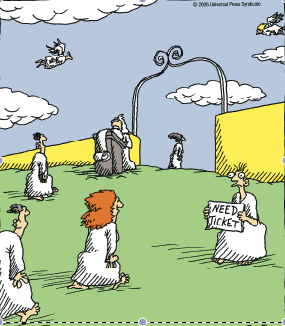 © 2006 Universal Press Syndicate
NEED
TICKET